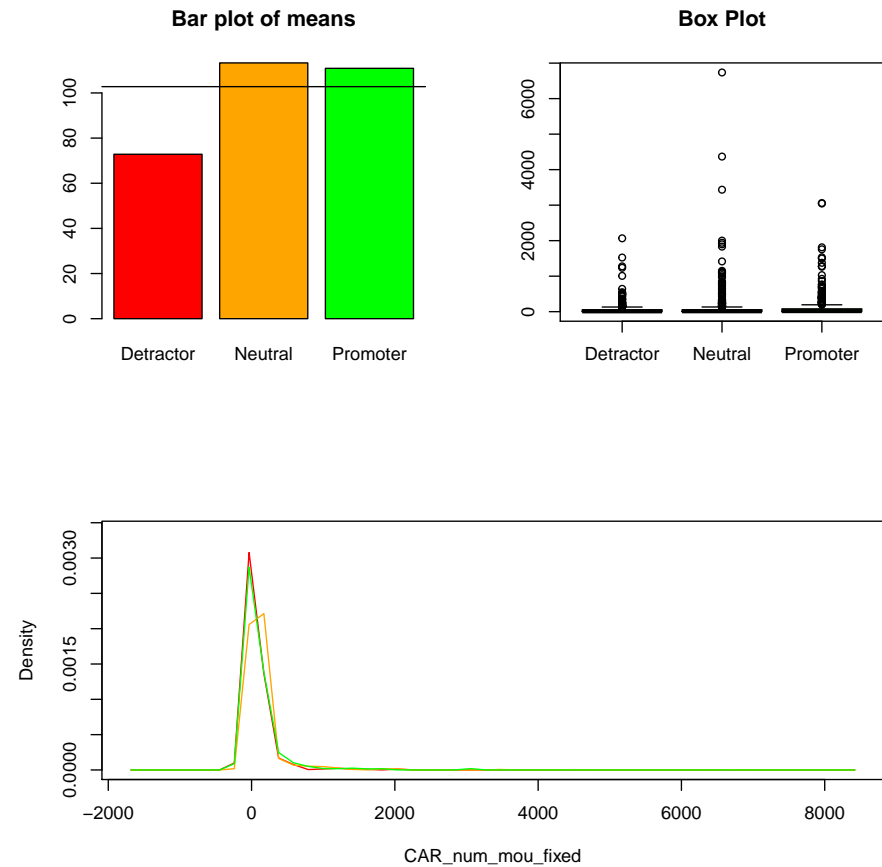 Bar plot of means
100
80
60
40
20
0
Detractor Neutral Promoter
Box Plot
6000
4000
2000
0
Detractor Neutral Promoter
0.0030
0.0015
0.0000
Density
−2000 0 2000 4000 6000 8000
CAR_num_mou_fixed